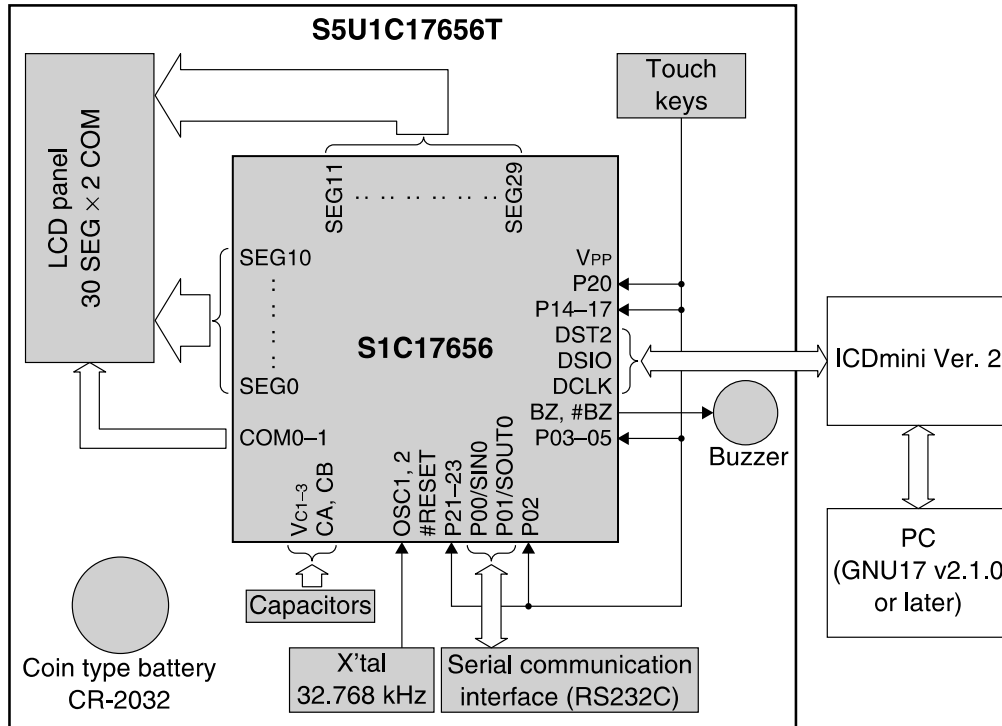 S5U1C17656T
LCD panel
30 SEG × 2 COM
Touch
keys
SEG11
SEG29
SEG10
SEG0
COM0–1
S1C17656
VPP
P20
P14–17
DST2
DSIO
DCLK
BZ, #BZ
P03–05
VC1–3
CA, CB
OSC1, 2
#RESET
P21–23
P00/SIN0
P01/SOUT0
P02
Buzzer
ICDmini Ver. 2
PC
(GNU17 v2.1.0
or later)
Capacitors
X'tal
32.768 kHz
Serial communication
interface (RS232C)
Coin type battery
CR-2032